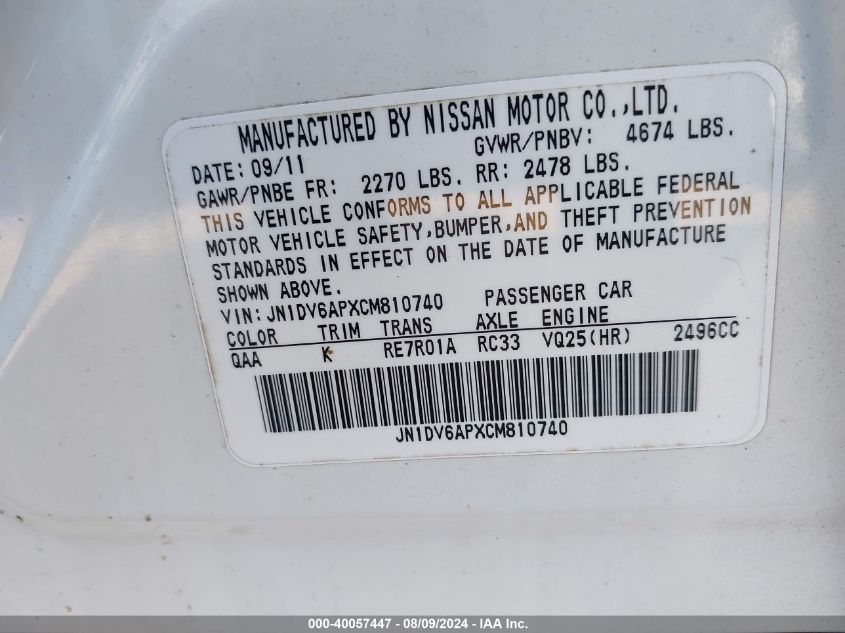 MANUFACTURED BY NISSAN MOTOR CO.,LTD.
DATE: 09/11 GVWR/PNBV: 4674 LBS.
GAWR/PNBE FR: 2270 LBS. RR: 2478 LBS.
THIS VEHICLE CONFORMS TO ALL APPLICABLE FEDERAL
MOTOR VEHICLE SAFETY,BUMPER,AND THEFT PREVENTION
STANDARDS IN EFFECT ON THE DATE OF MANUFACTURE
SHOWN ABOVE.
VIN: JN1DV6APXCM810740 PASSENGER CAR
COLOR TRIM TRANS AXLE ENGINE
QAA K RE7R01A RC33 VQ25(HR) 2496CC
JN1DV6APXCM810740
000-40057447 - 08/09/2024 - IAA Inc.